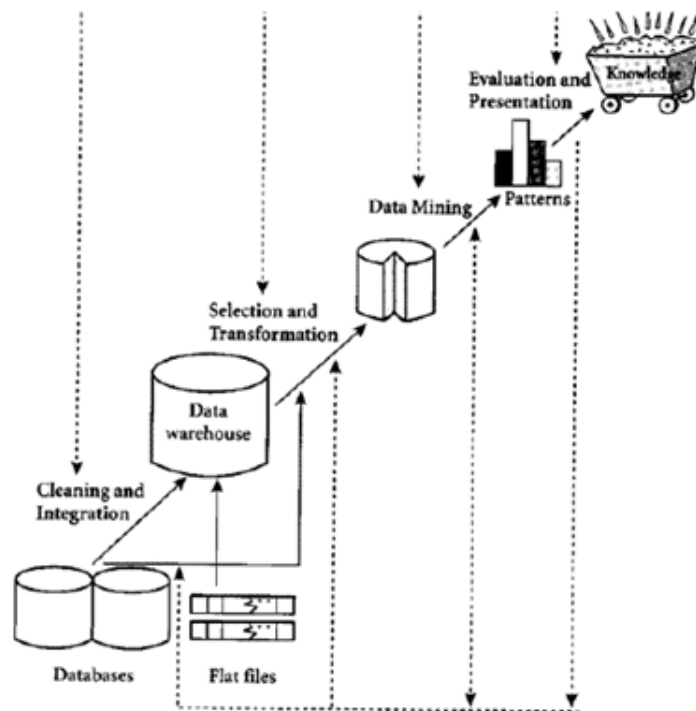 Evaluation and
Presentation
Knowledge
Patterns
Data Mining
Selection and
Transformation
Data
warehouse
Cleaning and
Integration
Databases
Flat files